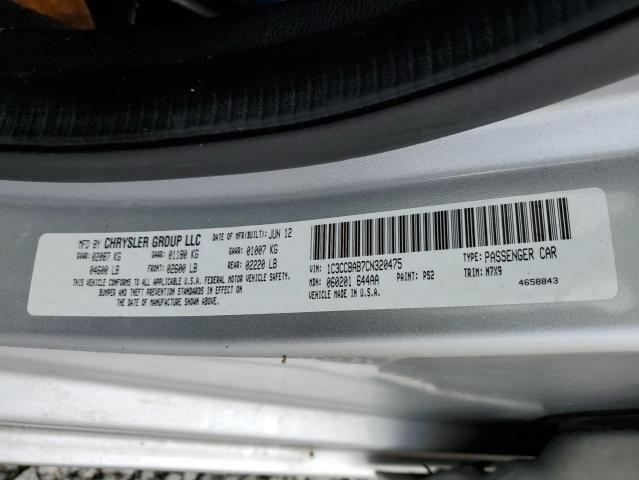 MFD BY CHRYSLER GROUP LLC DATE OF MFR(BUILT): JUN 12
GVWR: 02087 KG GAWR: 01180 KG GAWR: 01007 KG
04600 LB FRONT: 02600 LB REAR: 02220 LB
THIS VEHICLE CONFORMS TO ALL APPLICABLE U.S.A. FEDERAL MOTOR VEHICLE SAFETY,
BUMPER AND THEFT PREVENTION STANDARDS IN EFFECT ON
THE DATE OF MANUFACTURE SHOWN ABOVE.
VIN: 1C3CCBAB7CN320475 TYPE: PASSENGER CAR
MDH: 060201 644AA PAINT: PS2 TRIM: M7X9
VEHICLE MADE IN U.S.A. 4658843